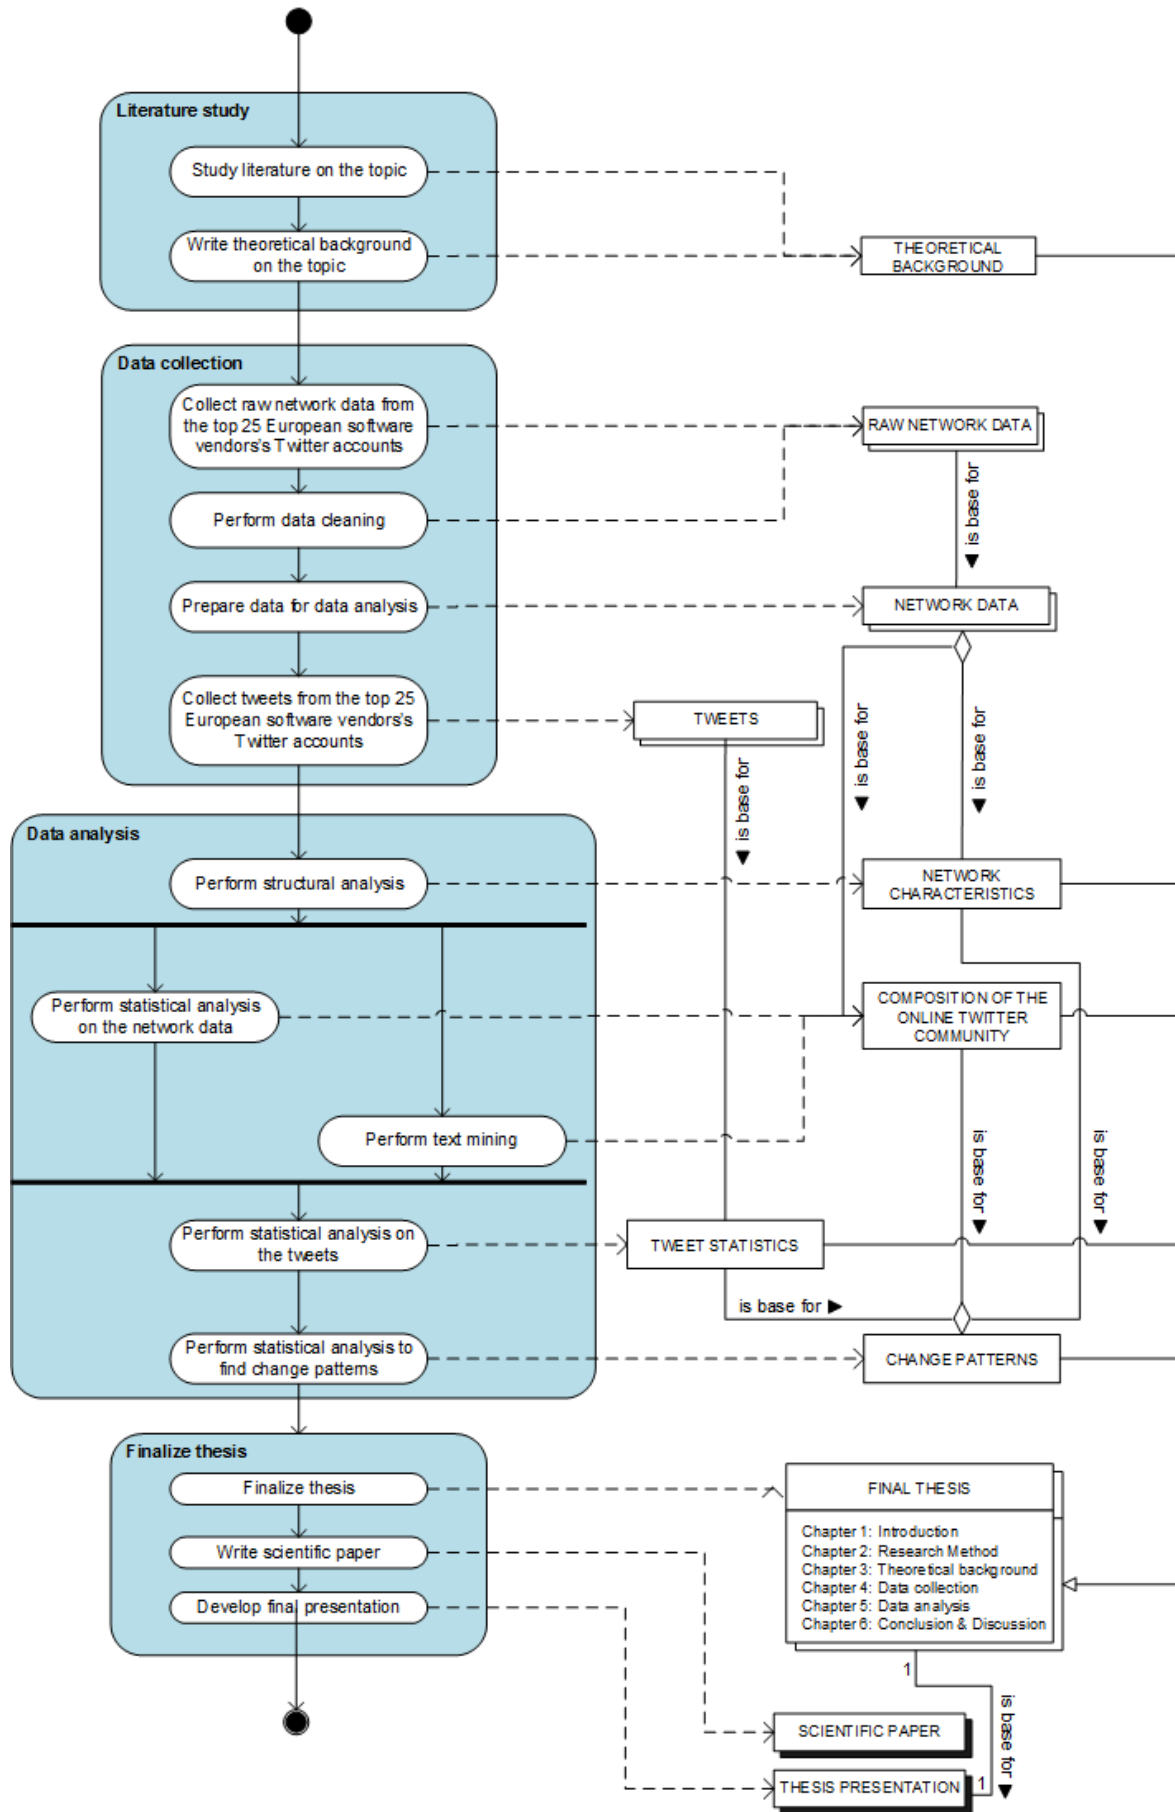 Literature study
Study literature on the topic
Write theoretical background
on the topic
THEORETICAL
BACKGROUND
Data collection
Collect raw network data from
the top 25 European software
vendors's Twitter accounts
RAW NETWORK DATA
is base for
Perform data cleaning
Prepare data for data analysis
NETWORK DATA
Collect tweets from the top 25
European software vendors's
Twitter accounts
TWEETS
is base for
is base for
is base for
Data analysis
Perform structural analysis
NETWORK
CHARACTERISTICS
Perform statistical analysis
on the network data
COMPOSITION OF THE
ONLINE TWITTER
COMMUNITY
Perform text mining
is base for
is base for
Perform statistical analysis on
the tweets
TWEET STATISTICS
is base for
Perform statistical analysis to
find change patterns
CHANGE PATTERNS
Finalize thesis
Finalize thesis
Write scientific paper
Develop final presentation
FINAL THESIS
Chapter 1: Introduction
Chapter 2: Research Method
Chapter 3: Theoretical background
Chapter 4: Data collection
Chapter 5: Data analysis
Chapter 6: Conclusion & Discussion
1
is base for
SCIENTIFIC PAPER
THESIS PRESENTATION
1